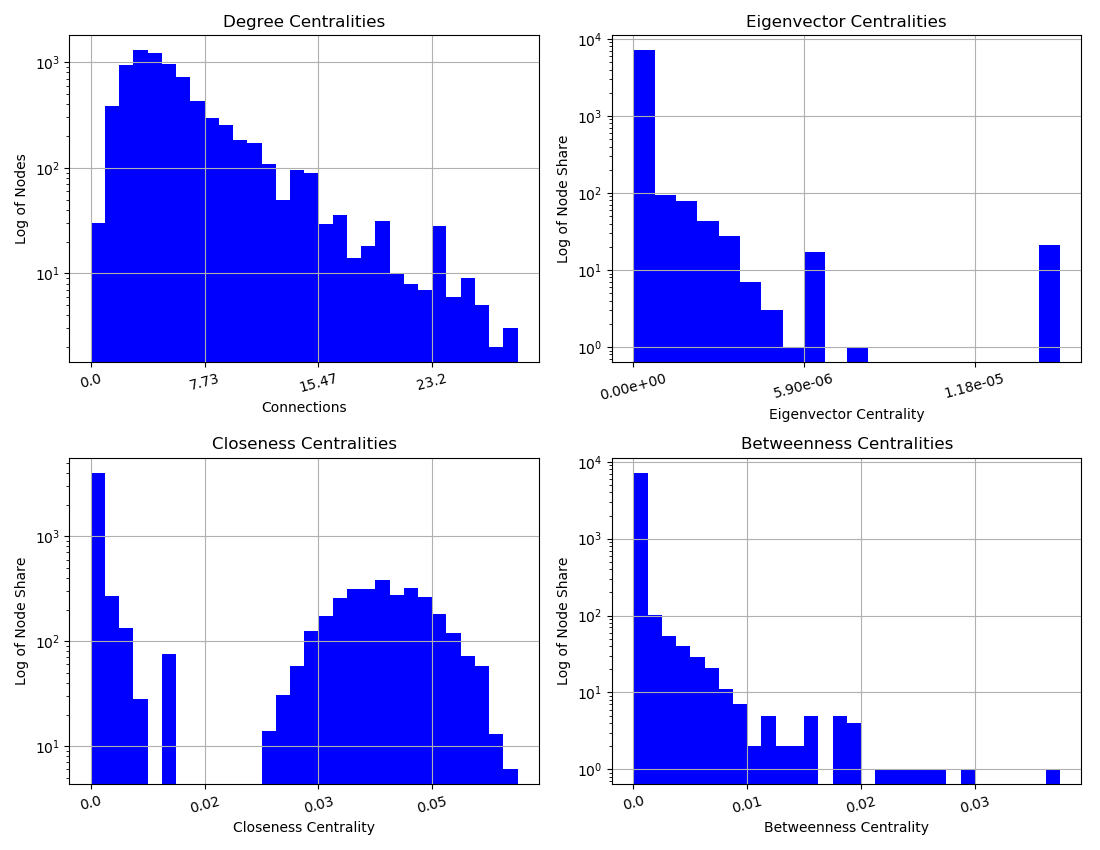 Degree Centralities
Log of Nodes
10³
10²
10¹
0.0
7.73
15.47
23.2
Connections
Eigenvector Centralities
Log of Node Share
10⁴
10³
10²
10¹
10⁰
0.00e+00
5.90e-06
1.18e-05
Eigenvector Centrality
Closeness Centralities
Log of Node Share
10³
10²
10¹
0.0
0.02
0.03
0.05
Closeness Centrality
Betweenness Centralities
Log of Node Share
10⁴
10³
10²
10¹
10⁰
0.0
0.01
0.02
0.03
Betweenness Centrality